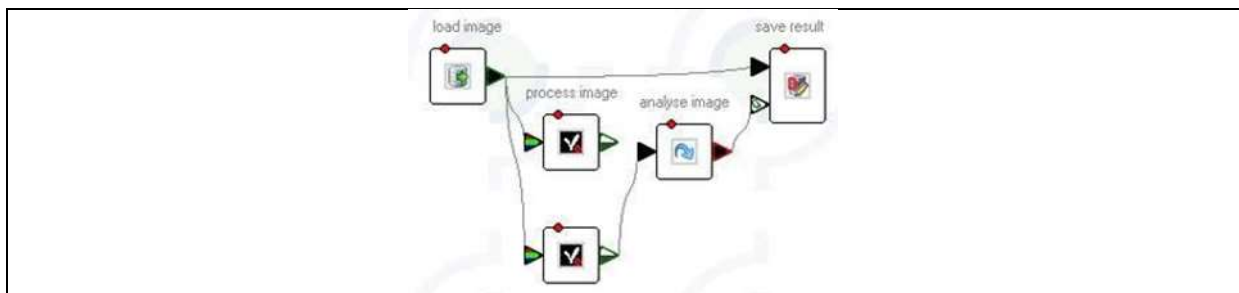 load image
save result
process image
analyse image